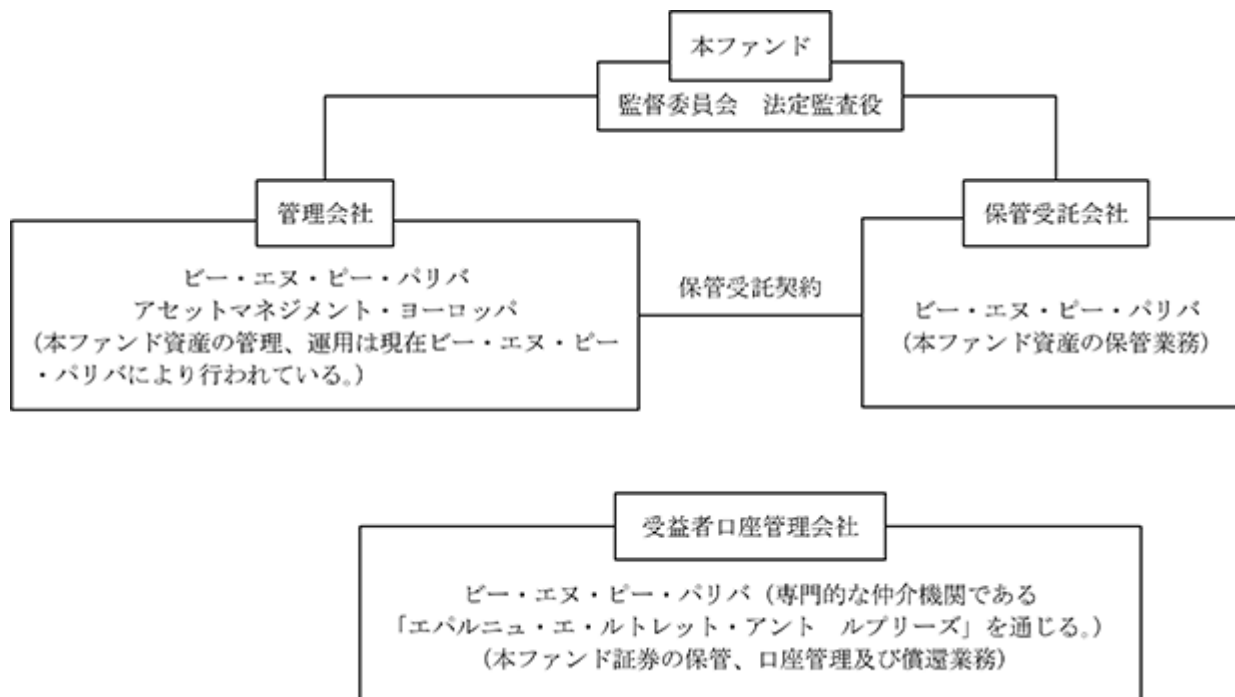 本ファンド
監督委員会　法定監査役
管理会社
ビー・エヌ・ピー・パリバ
アセットマネジメント・ヨーロッパ
（本ファンド資産の管理、運用は現在ビー・エヌ・ピー
・パリバにより行われている。）
保管受託契約
保管受託会社
ビー・エヌ・ピー・パリバ
（本ファンド資産の保管業務）
受益者口座管理会社
ビー・エヌ・ピー・パリバ（専門的な仲介機関である
「エパルニュ・エ・ルトレット・アント　ルプリーズ」を通じる。）
（本ファンド証券の保管、口座管理及び償還業務）